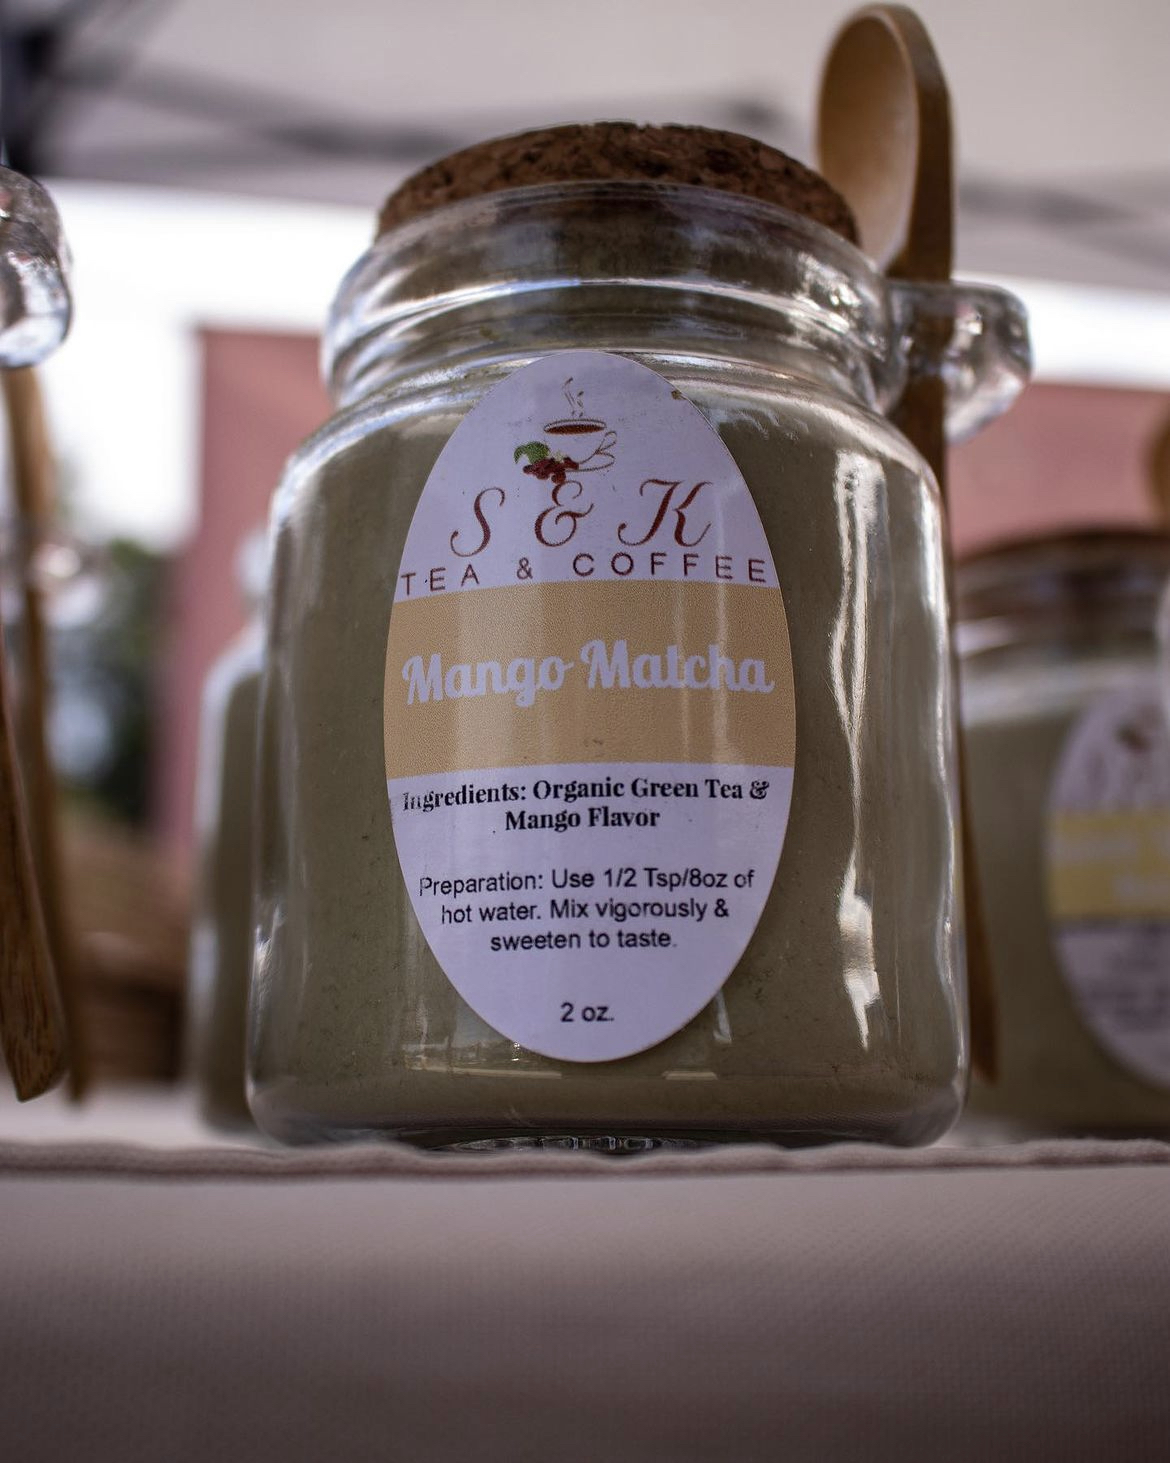 S & K
TEA & COFFEE
Mango Matcha
Ingredients: Organic Green Tea &
Mango Flavor
Preparation: Use 1/2 Tsp/8oz of
hot water. Mix vigorously &
sweeten to taste.
2 oz.